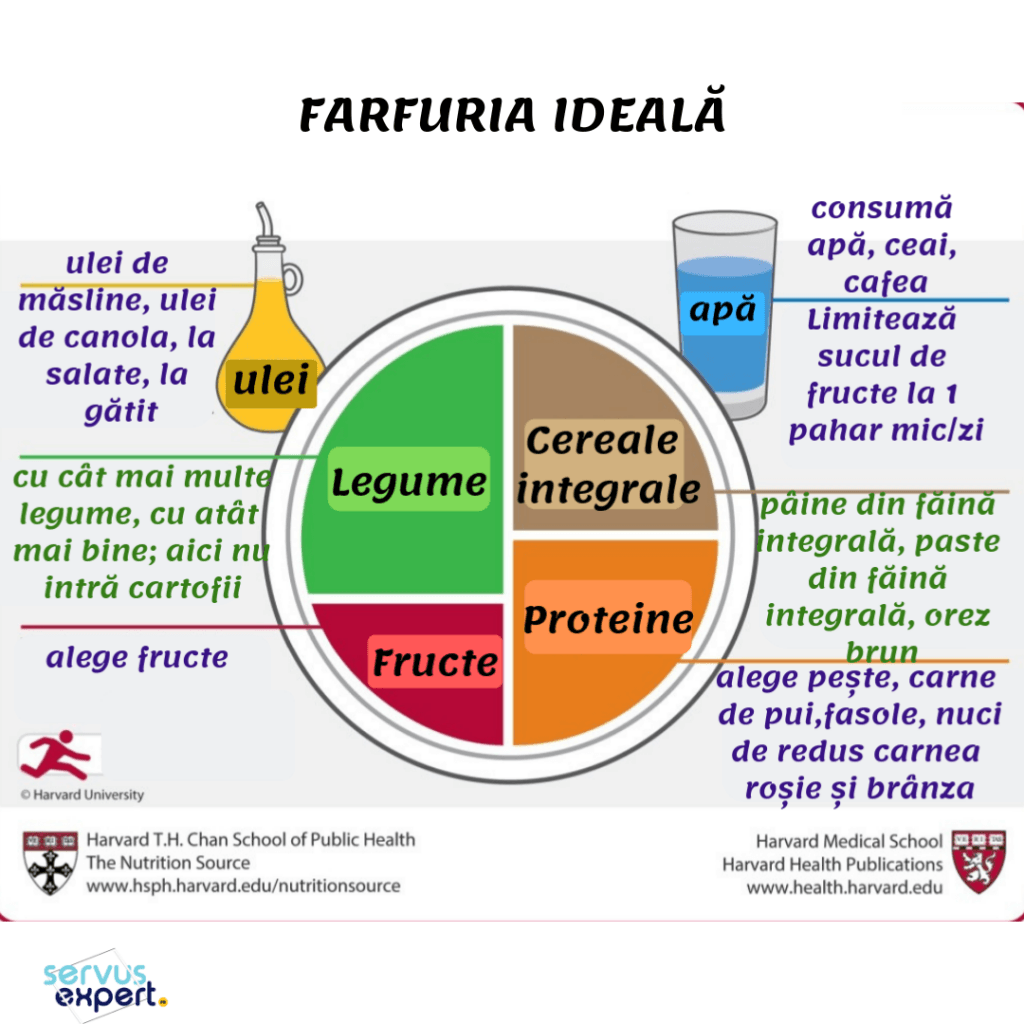 FARFURIA IDEALĂ
ulei de
măsline, ulei
de canola, la
salate, la
gătit
ulei
apă
consumă
apă, ceai,
cafea
Limitează
sucul de
fructe la 1
pahar mic/zi
cu cât mai multe
legume, cu atât
mai bine; aici nu
intră cartofii
Legume
Cereale
integrale
pâine din făină
integrală, paste
din făină
integrală, orez
brun
alege fructe
Fructe
Proteine
alege pește, carne
de pui,fasole, nuci
de redus carnea
roșie și brânza
© Harvard University
Harvard T.H. Chan School of Public Health
The Nutrition Source
www.hsph.harvard.edu/nutritionsource
Harvard Medical School
Harvard Health Publications
www.health.harvard.edu
servus
expert.